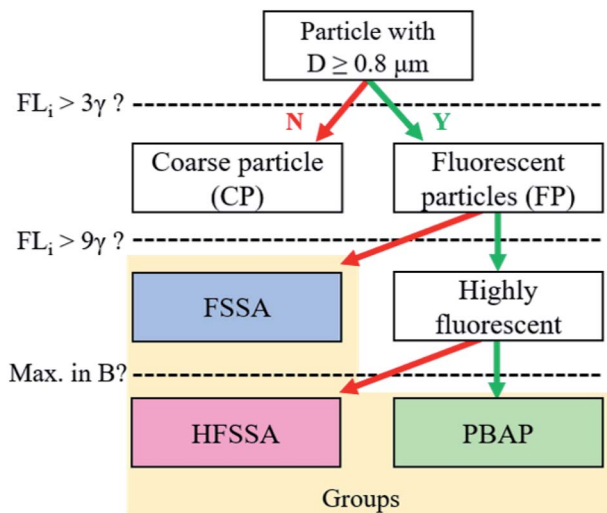 Particle with
D ≥ 0.8 μm
FLi > 3γ ?
N
Y
Coarse particle
(CP)
Fluorescent
particles (FP)
FLi > 9γ ?
FSSA
Highly
fluorescent
Max. in B?
HFSSA
PBAP
Groups